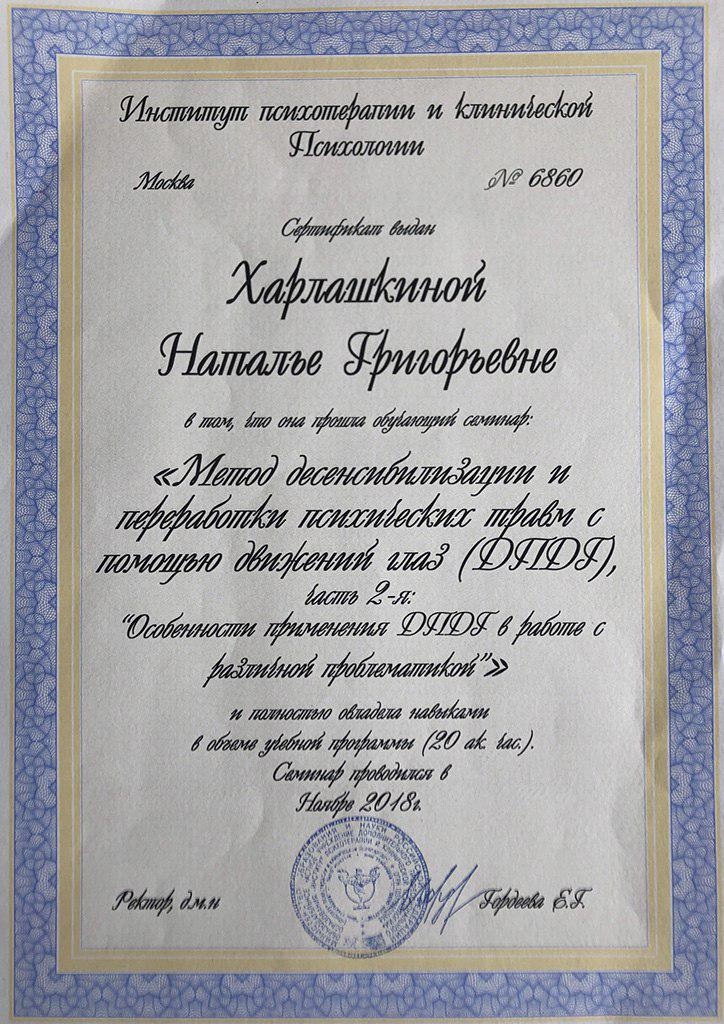 Институт психотерапии и клинической
Психологии
Москва № 6860
Сертификат выдан
Харлашкиной
Наталье Григорьевне
в том, что она прошла обучающий семинар:
«Метод десенсибилизации и
переработки психических травм с
помощью движений глаз (ДПДГ),
часть 2-я:
“Особенности применения ДПДГ в работе с
различной проблематикой”»
и полностью овладела навыками
в объеме учебной программы (20 ак. час.).
Семинар проводился в
Ноябре 2018г.
Ректор, д.м.н Гордеева Е.Г.